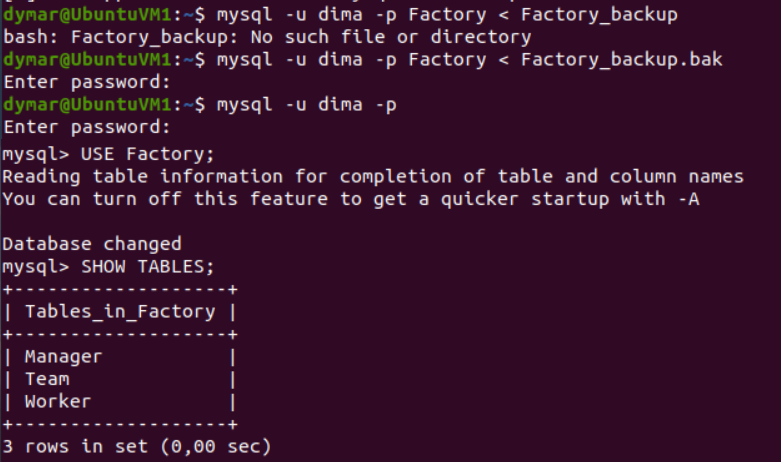 dymar@UbuntuVM1:~$ mysql -u dima -p Factory < Factory_backup
bash: Factory_backup: No such file or directory
dymar@UbuntuVM1:~$ mysql -u dima -p Factory < Factory_backup.bak
Enter password:
dymar@UbuntuVM1:~$ mysql -u dima -p
Enter password:
mysql> USE Factory;
Reading table information for completion of table and column names
You can turn off this feature to get a quicker startup with -A

Database changed
mysql> SHOW TABLES;
+-------------------+
| Tables_in_Factory |
+-------------------+
| Manager           |
| Team              |
| Worker            |
+-------------------+
3 rows in set (0,00 sec)